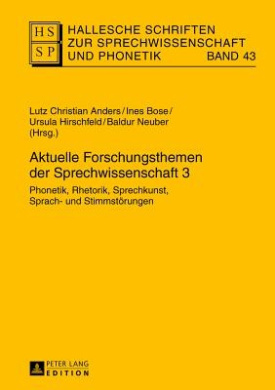 HS
SP
HALLESCHE SCHRIFTEN
ZUR SPRECHWISSENSCHAFT
UND PHONETIK BAND 43
Lutz Christian Anders / Ines Bose /
Ursula Hirschfeld / Baldur Neuber
(Hrsg.)
Aktuelle Forschungsthemen
der Sprechwissenschaft 3
Phonetik, Rhetorik, Sprechkunst,
Sprach- und Stimmstörungen
PETER LANG
EDITION